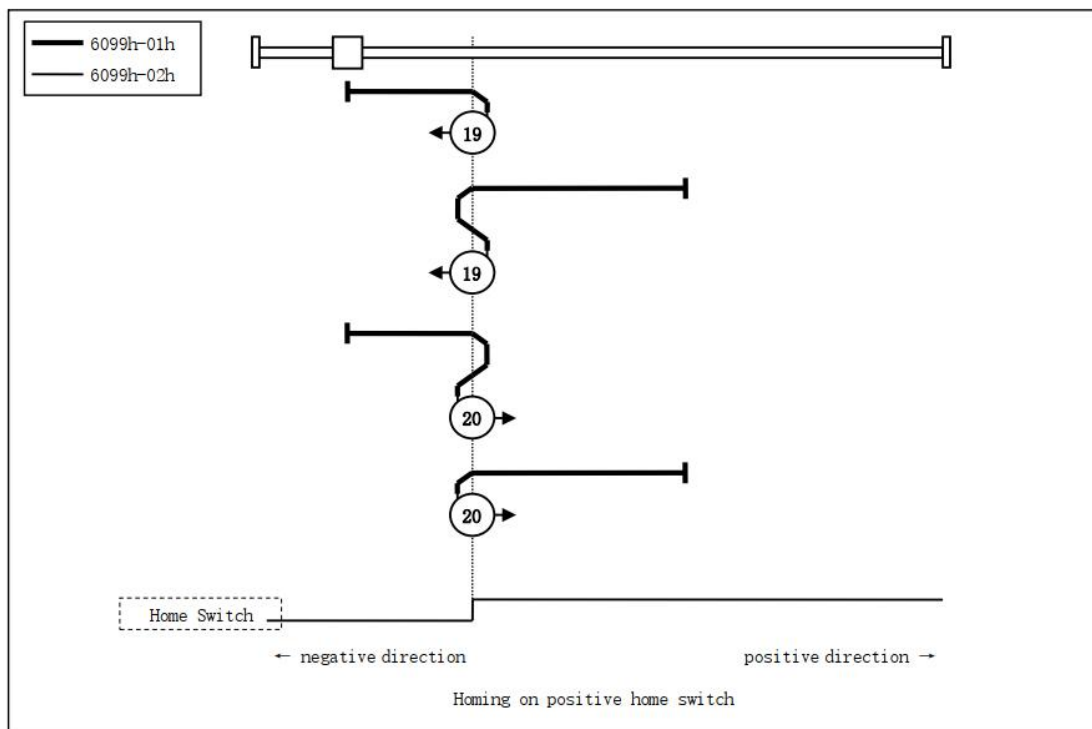 6099h-01h
6099h-02h
19
19
20
20
Home Switch
← negative direction
positive direction →
Homing on positive home switch